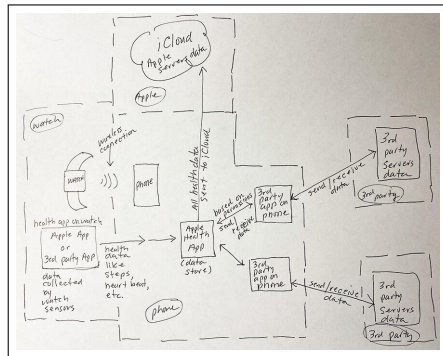 iCloud
Apple
servers data
Apple
watch
wireless
connection
watch
phone
All health data
sent to iCloud
health app on watch
Apple App
or
3rd party App
data
collected
by
watch
sensors
health
data
like
steps,
heart beat,
etc.
Apple
Health
App
(data
store)
based on
permissions
send/
receive
data
3rd
party
app on
phone
3rd
party
app on
phone
phone
send/receive
data
3rd
party
servers
data
3rd party
send/receive
data
3rd
party
servers
data
3rd party